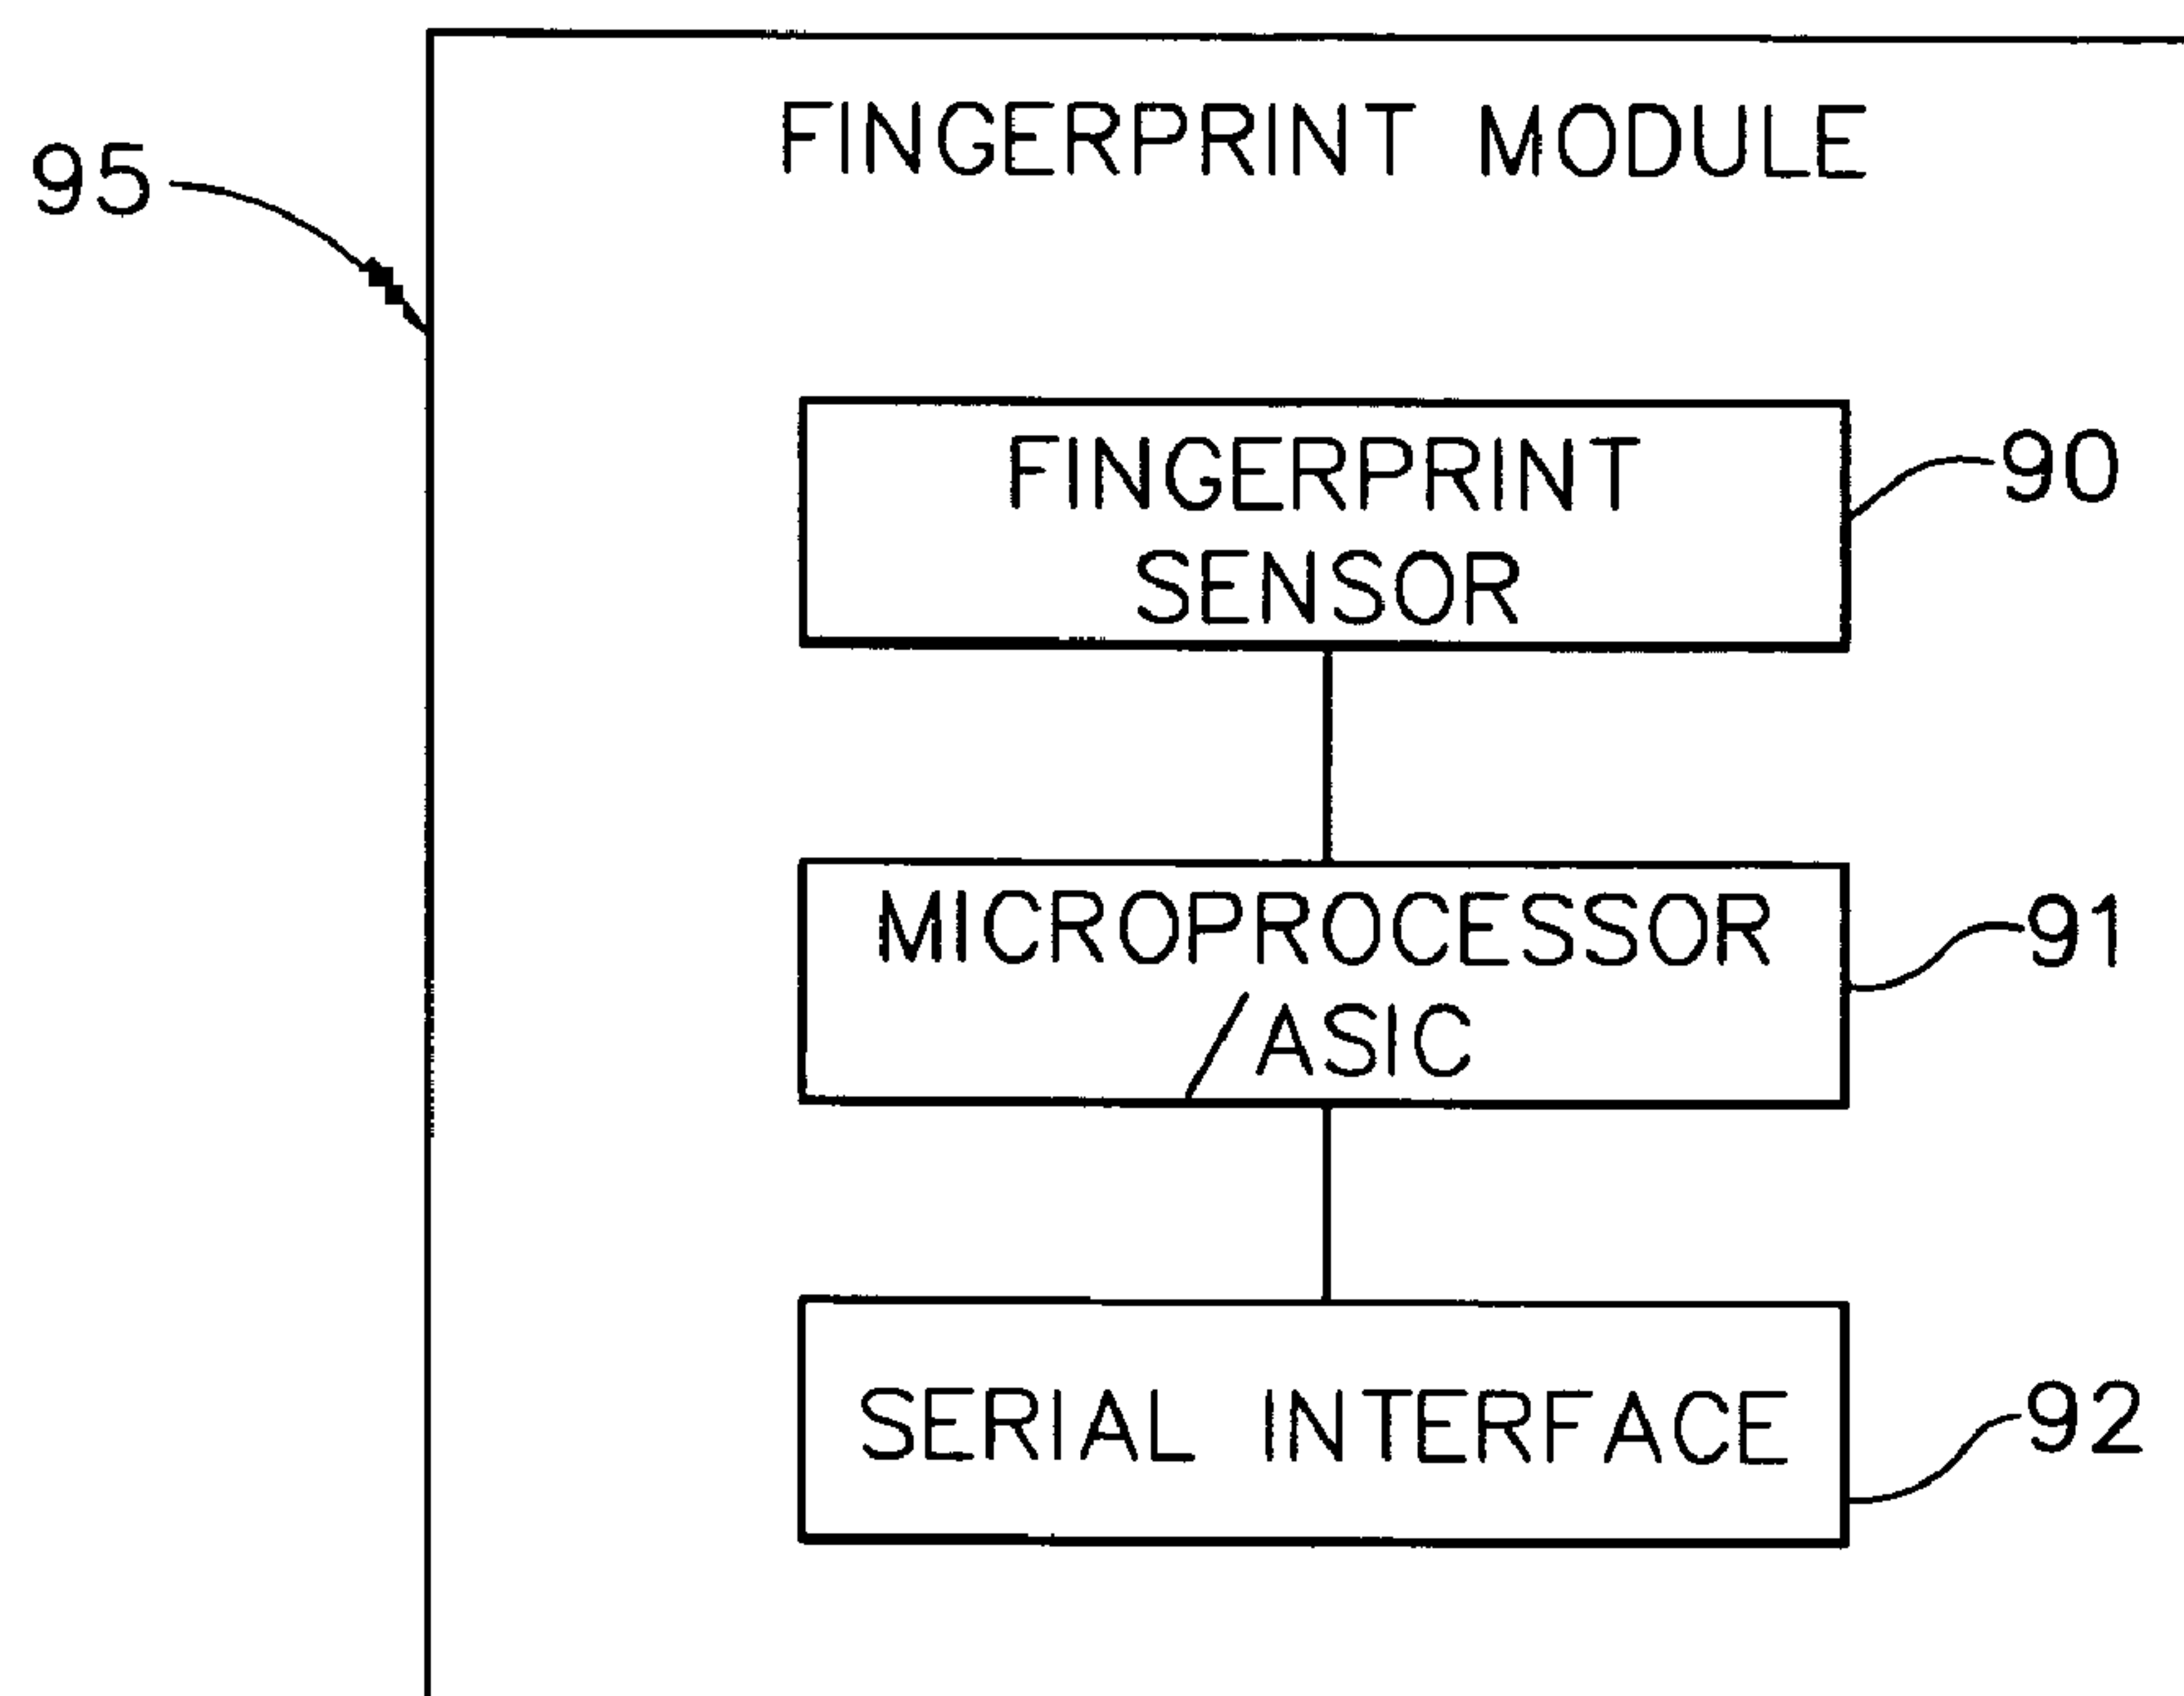 FINGERPRINT MODULE
95
FINGERPRINT
SENSOR
90
MICROPROCESSOR
/ASIC
91
SERIAL INTERFACE
92